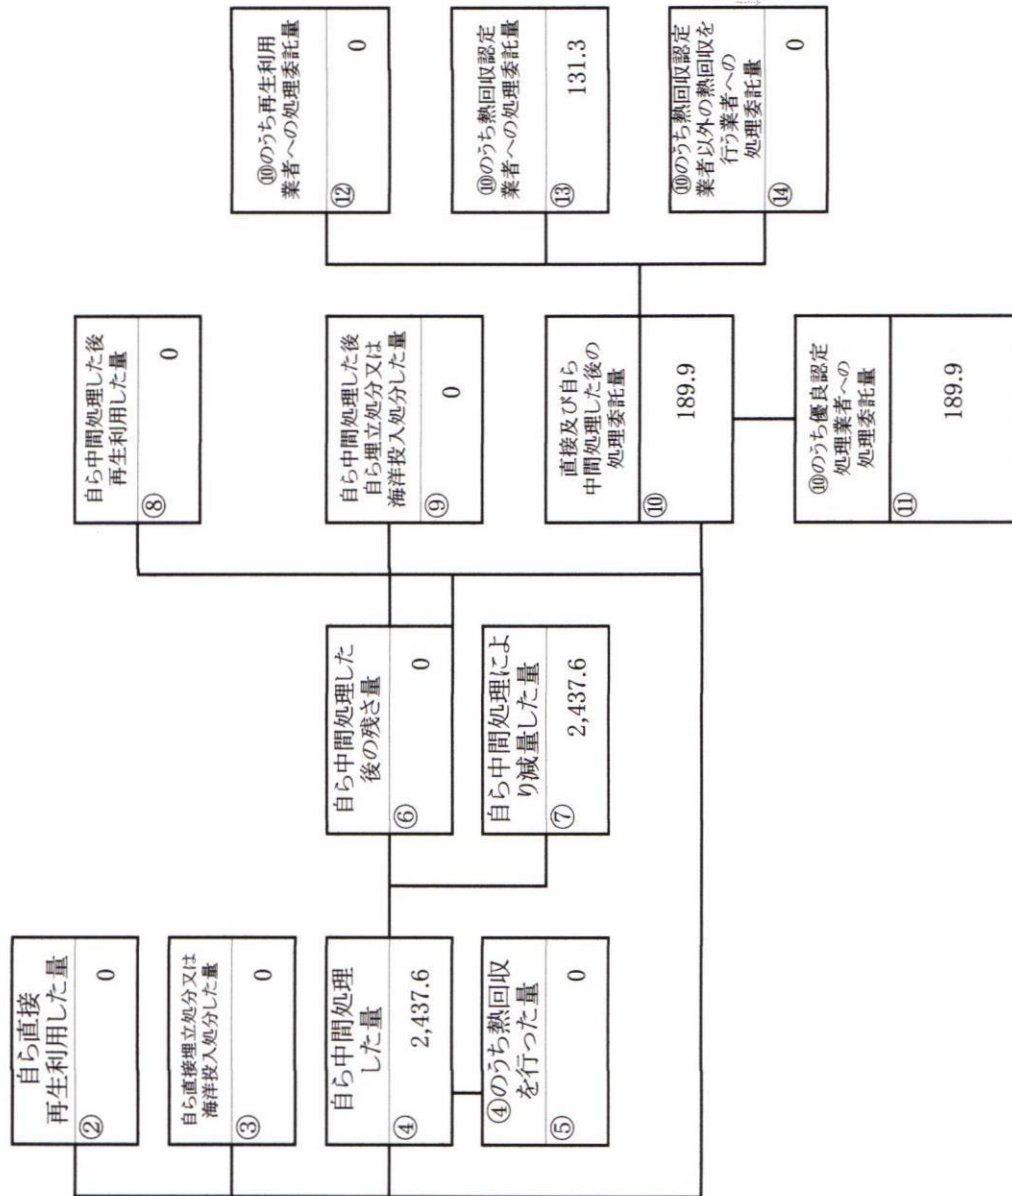 自ら直接
再生利用した量
②
0
自ら直接埋立処分又は
海洋投入処分した量
③
0
自ら中間処理
した量
④
2,437.6
④のうち熱回収
を行った量
⑤
0
自ら中間処理した
後の残さ量
⑥
0
自ら中間処理によ
り減量した量
⑦
2,437.6
自ら中間処理した後
再生利用した量
⑧
0
自ら中間処理した後
自ら埋立処分又は
海洋投入処分した量
⑨
0
直接及び自ら
中間処理した後の
処理委託量
⑩
189.9
⑩のうち優良認定
処理業者への
処理委託量
⑪
189.9
⑩のうち再生利用
業者への処理委託量
⑫
0
⑩のうち熱回収認定
業者への処理委託量
⑬
131.3
⑩のうち熱回収認定
業者以外の熱回収を
行う業者への
処理委託量
⑭
0